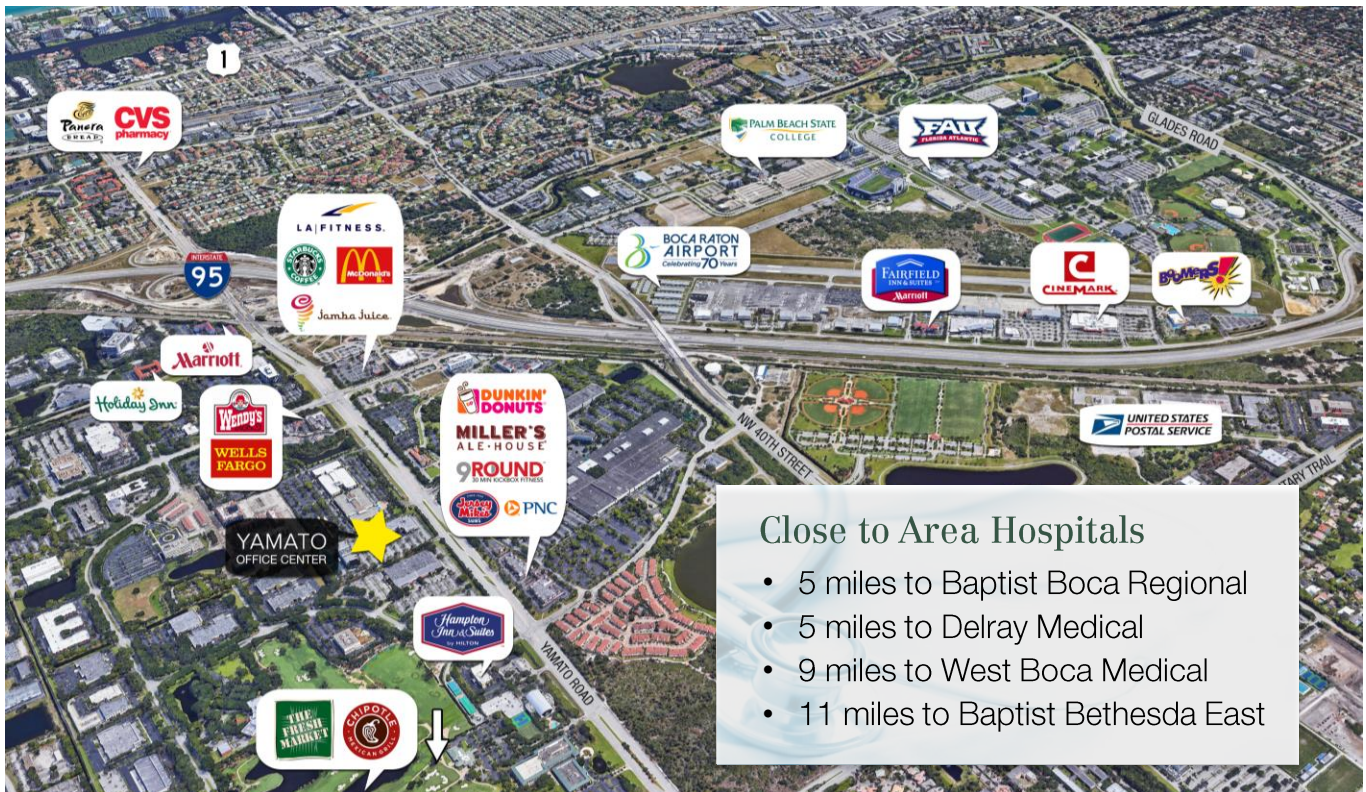 1
Panera
BREAD
CVS
pharmacy
PALM BEACH STATE
COLLEGE
FAU
FLORIDA ATLANTIC
GLADES ROAD
LA|FITNESS.
STARBUCKS
COFFEE
McDonald's
Jamba Juice
INTERSTATE
95
BOCA RATON
AIRPORT
Celebrating 70 Years
FAIRFIELD
INN & SUITES
Marriott
C
CINEMARK
BOOMERS!
Marriott
Holiday Inn
WENDY'S
WELLS
FARGO
DUNKIN'
DONUTS
MILLER'S
ALE·HOUSE
9ROUND
30 MIN KICKBOX FITNESS
Jersey
Mike's
SUBS
PNC
NW 40TH STREET
UNITED STATES
POSTAL SERVICE
TARY TRAIL
YAMATO
OFFICE CENTER
Hampton
Inn & Suites
by HILTON
YAMATO ROAD
THE
FRESH
MARKET
CHIPOTLE
MEXICAN GRILL
Close to Area Hospitals
• 5 miles to Baptist Boca Regional
• 5 miles to Delray Medical
• 9 miles to West Boca Medical
• 11 miles to Baptist Bethesda East